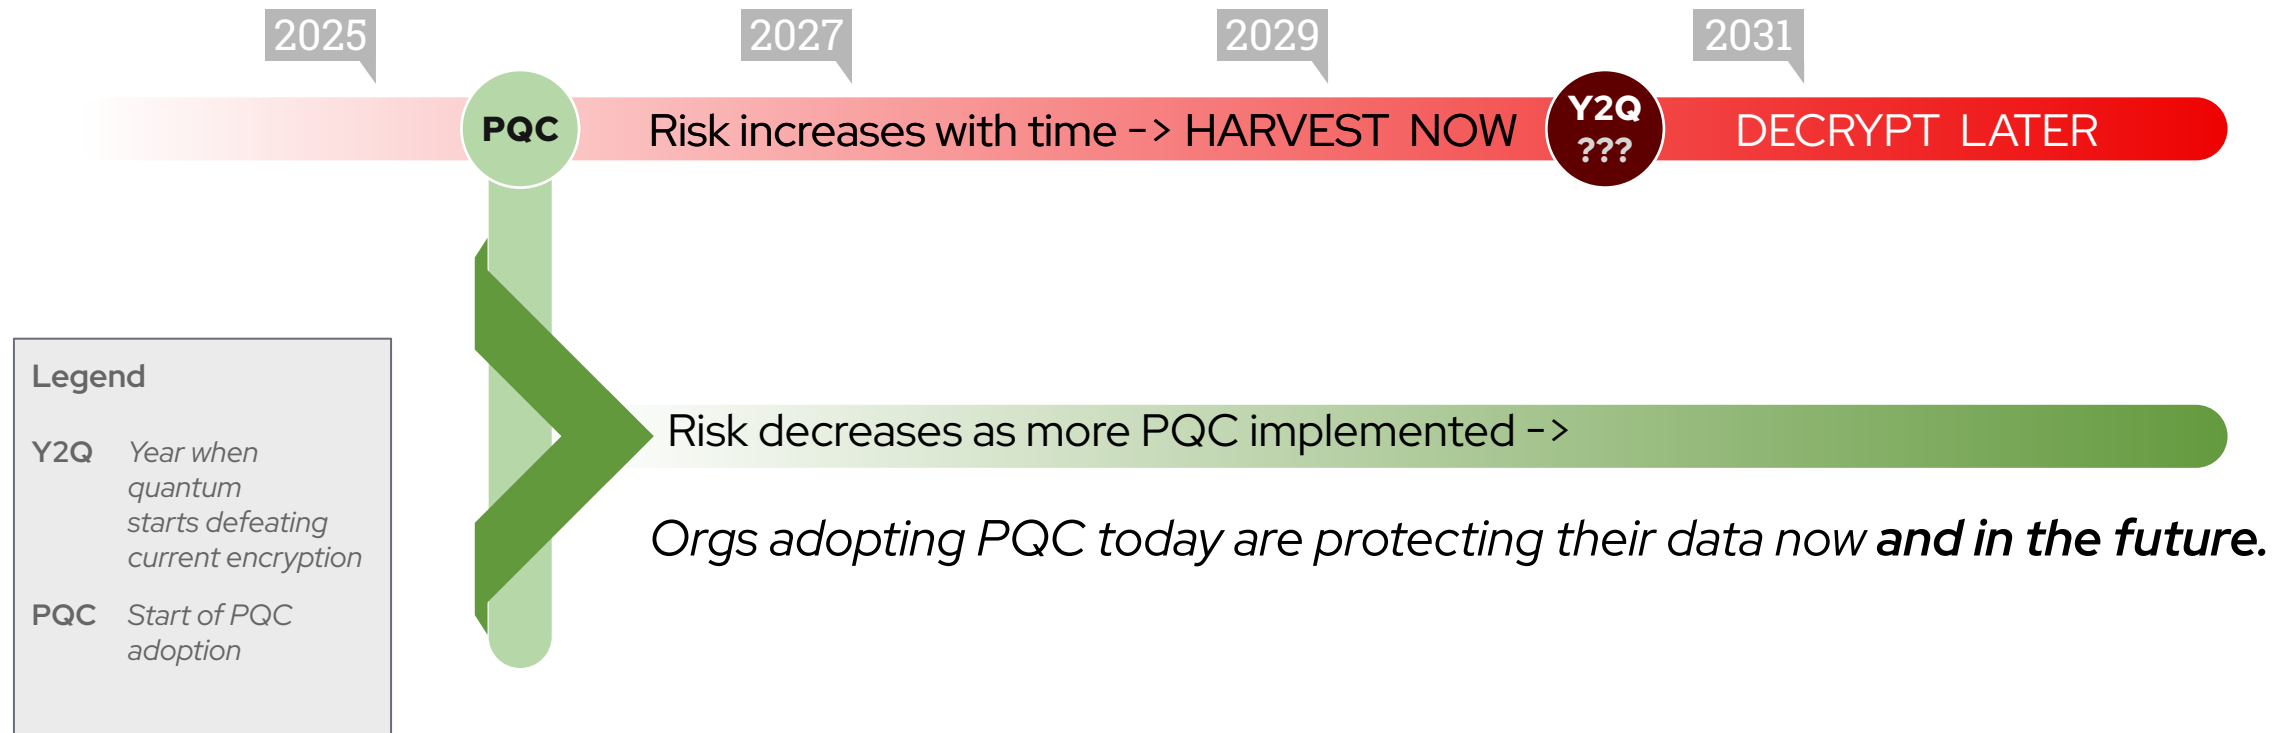 2025
2027
2029
2031
PQC
Risk increases with time -> HARVEST NOW
Y2Q
???
DECRYPT LATER
Risk decreases as more PQC implemented ->
Orgs adopting PQC today are protecting their data now and in the future.
Legend
Y2Q Year when
quantum
starts defeating
current encryption
PQC Start of PQC
adoption